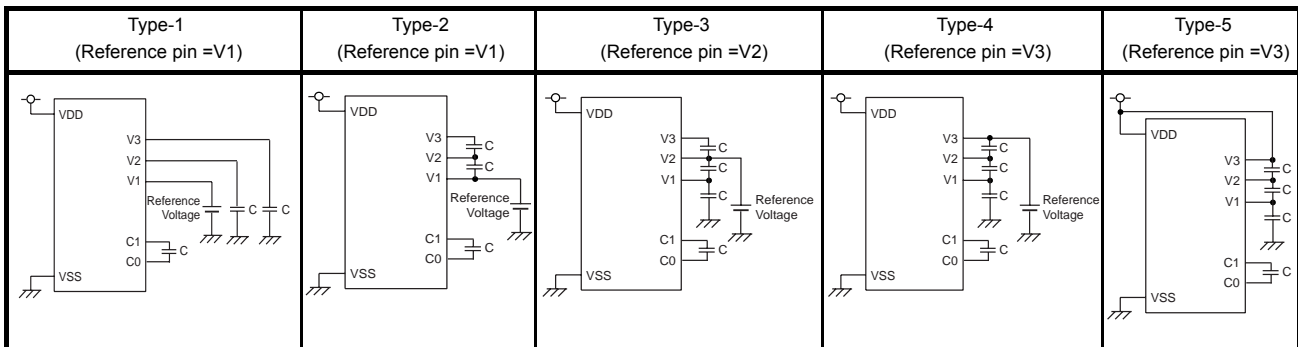 Type-1
(Reference pin =V1)
Type-2
(Reference pin =V1)
Type-3
(Reference pin =V2)
Type-4
(Reference pin =V3)
Type-5
(Reference pin =V3)
VDD
V3
V2
V1
Reference
Voltage
C
C
C1
C
C0
VSS
VDD
V3
C
V2
C
V1
Reference
Voltage
C1
C
C0
VSS
VDD
V3
C
V2
C
V1
C
Reference
Voltage
C1
C
C0
VSS
VDD
V3
C
V2
C
V1
C
Reference
Voltage
C1
C
C0
VSS
VDD
V3
C
V2
C
V1
C
C1
C
C0
VSS